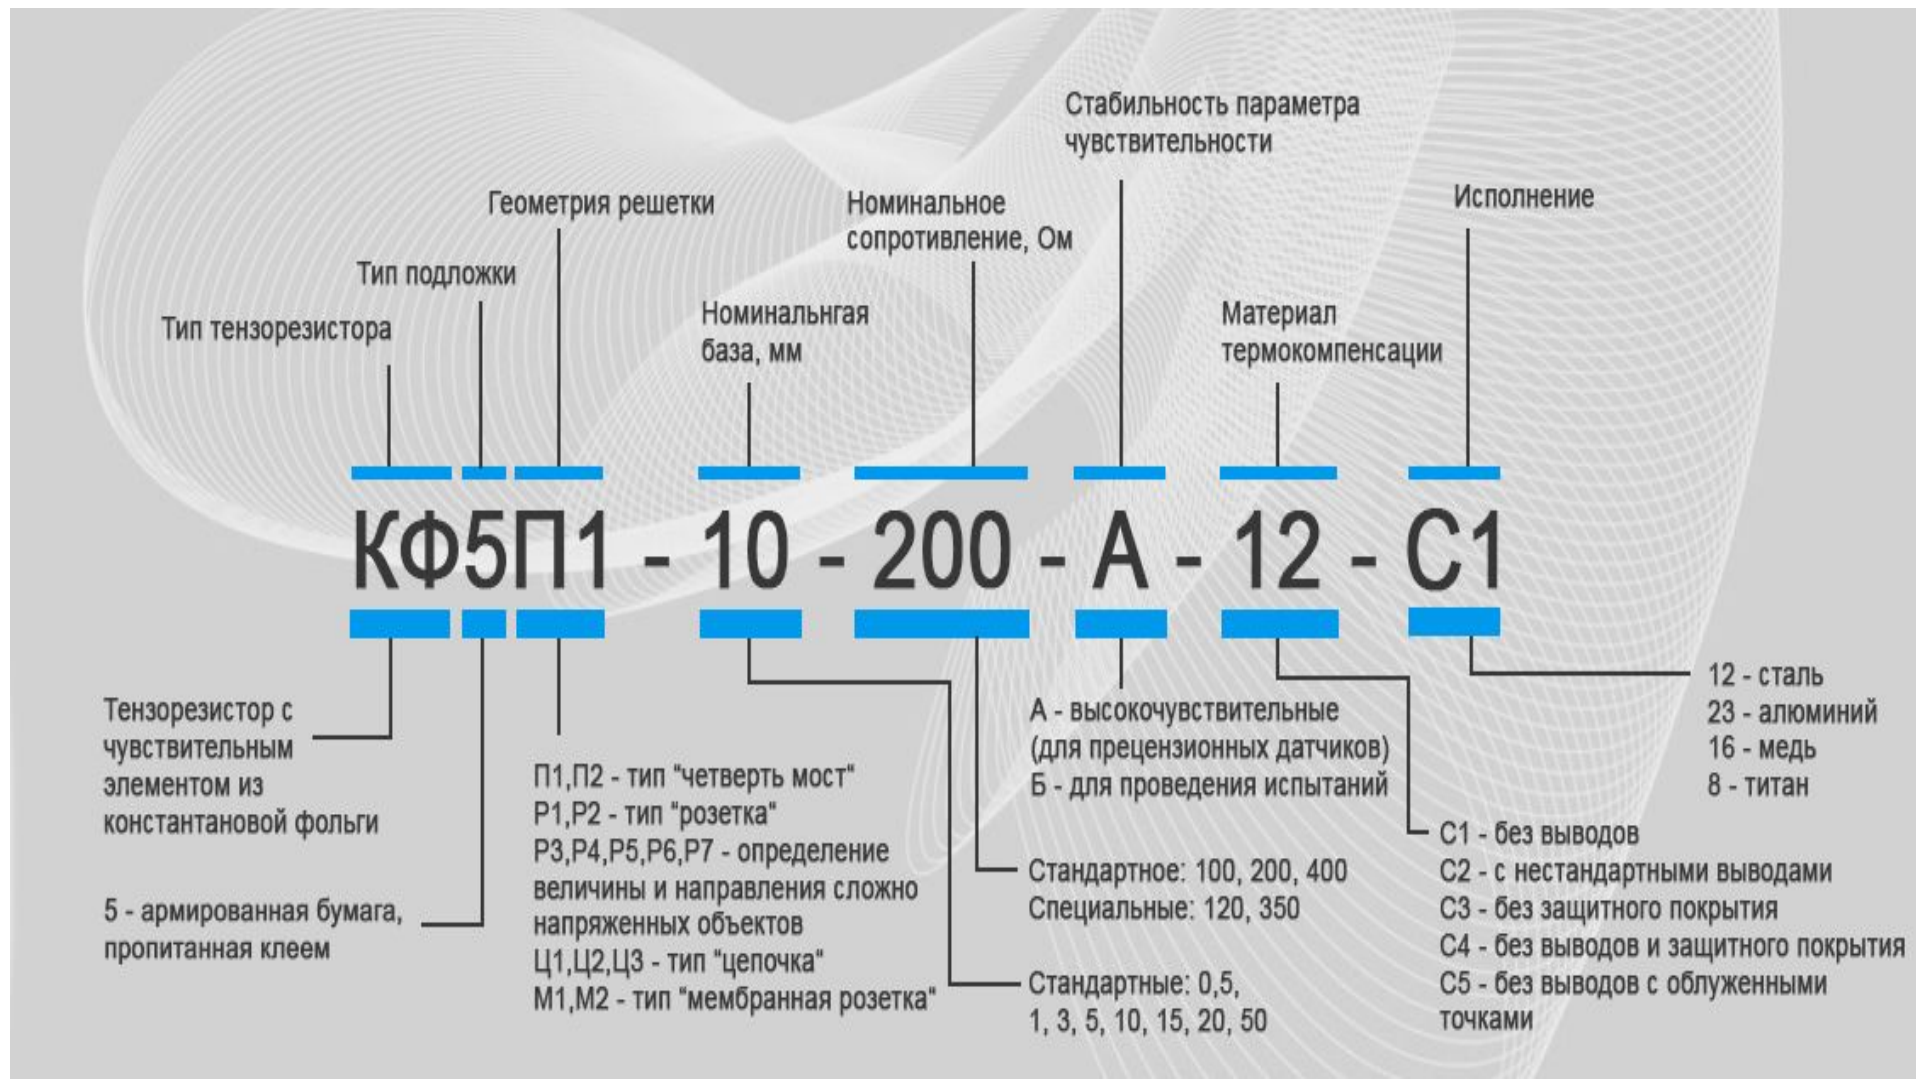 Стабильность параметра
чувствительности
Геометрия решетки
Номинальное
сопротивление, Ом
Исполнение
Тип подложки
Тип тензорезистора
Номинальнгая
база, мм
Материал
термокомпенсации
КФ5П1 - 10 - 200 - А - 12 - С1
Тензорезистор с
чувствительным
элементом из
константановой фольги
5 - армированная бумага,
пропитанная клеем
П1,П2 - тип "четверть мост"
Р1,Р2 - тип "розетка"
Р3,Р4,Р5,Р6,Р7 - определение
величины и направления сложно
напряженных объектов
Ц1,Ц2,Ц3 - тип "цепочка"
М1,М2 - тип "мембранная розетка"
А - высокочувствительные
(для прецензионных датчиков)
Б - для проведения испытаний
Стандартное: 100, 200, 400
Специальные: 120, 350
Стандартные: 0,5,
1, 3, 5, 10, 15, 20, 50
12 - сталь
23 - алюминий
16 - медь
8 - титан
С1 - без выводов
С2 - с нестандартными выводами
С3 - без защитного покрытия
С4 - без выводов и защитного покрытия
С5 - без выводов с облуженными
точками